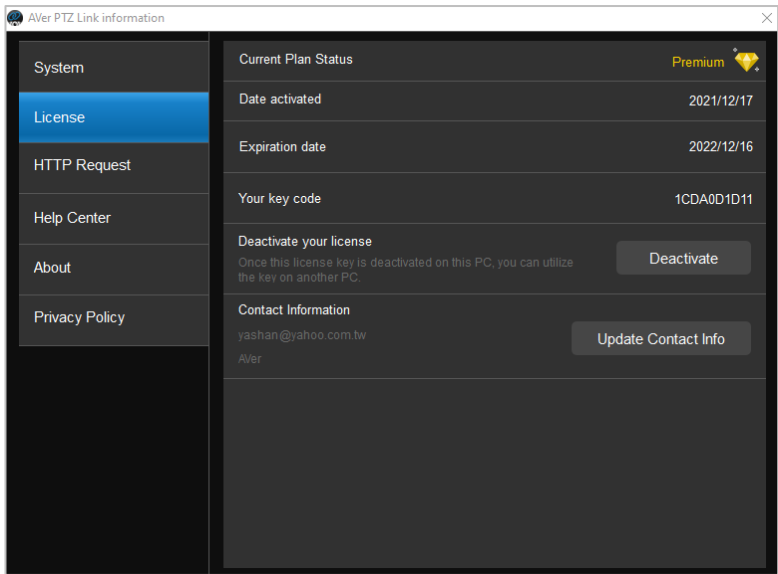 AVer PTZ Link information
System
License
HTTP Request
Help Center
About
Privacy Policy
Current Plan Status
Premium
Date activated
2021/12/17
Expiration date
2022/12/16
Your key code
1CDA0D1D11
Deactivate your license
Once this license key is deactivated on this PC, you can utilize
the key on another PC.
Deactivate
Contact Information
yashan@yahoo.com.tw
AVer
Update Contact Info